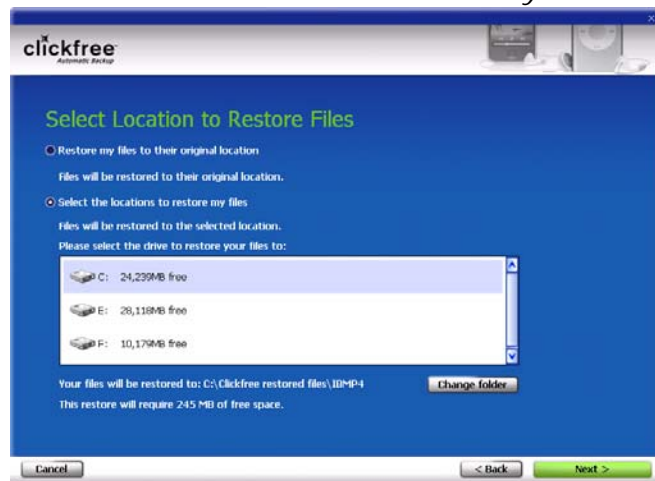 clickfree
Automatic Backup
Select Location to Restore Files
Restore my files to their original location
Files will be restored to their original location.
Select the locations to restore my files
Files will be restored to the selected location.
Please select the drive to restore your files to:
C: 24,239MB free
E: 28,118MB free
F: 10,179MB free
Your files will be restored to: C:\Clickfree restored files\IBMP4
Change folder
This restore will require 245 MB of free space.
Cancel
< Back
Next >